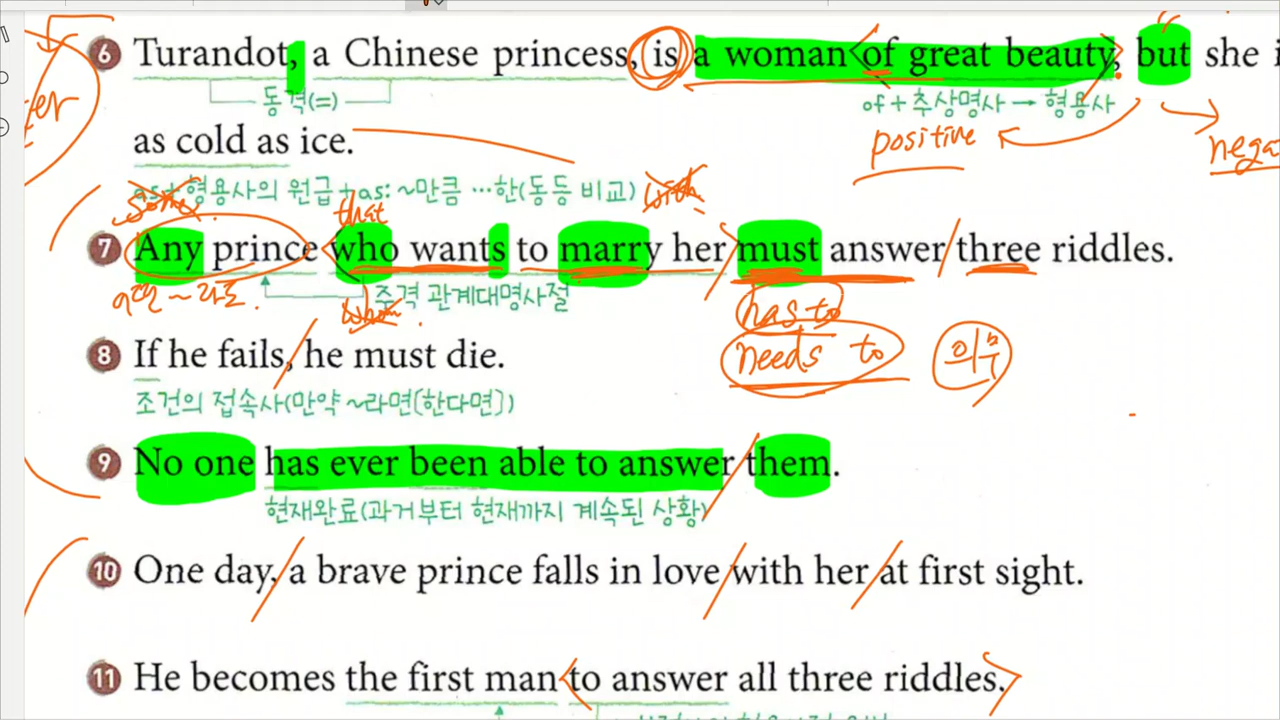 6 Turandot, a Chinese princess, is a woman of great beauty, but she i
동격(=)
of + 추상명사 → 형용사
positive
as cold as ice.
as+형용사의 원급+as: ~만큼 …한(동등 비교) with
some
that
7 Any prince who wants to marry her must answer three riddles.
어떤 ~라도
주격 관계대명사절
whom
has to
8 If he fails, he must die.
needs to
의무
조건의 접속사(만약 ~라면[한다면])
9 No one has ever been able to answer them.
현재완료(과거부터 현재까지 계속된 상황)
10 One day, a brave prince falls in love with her at first sight.
11 He becomes the first man to answer all three riddles.